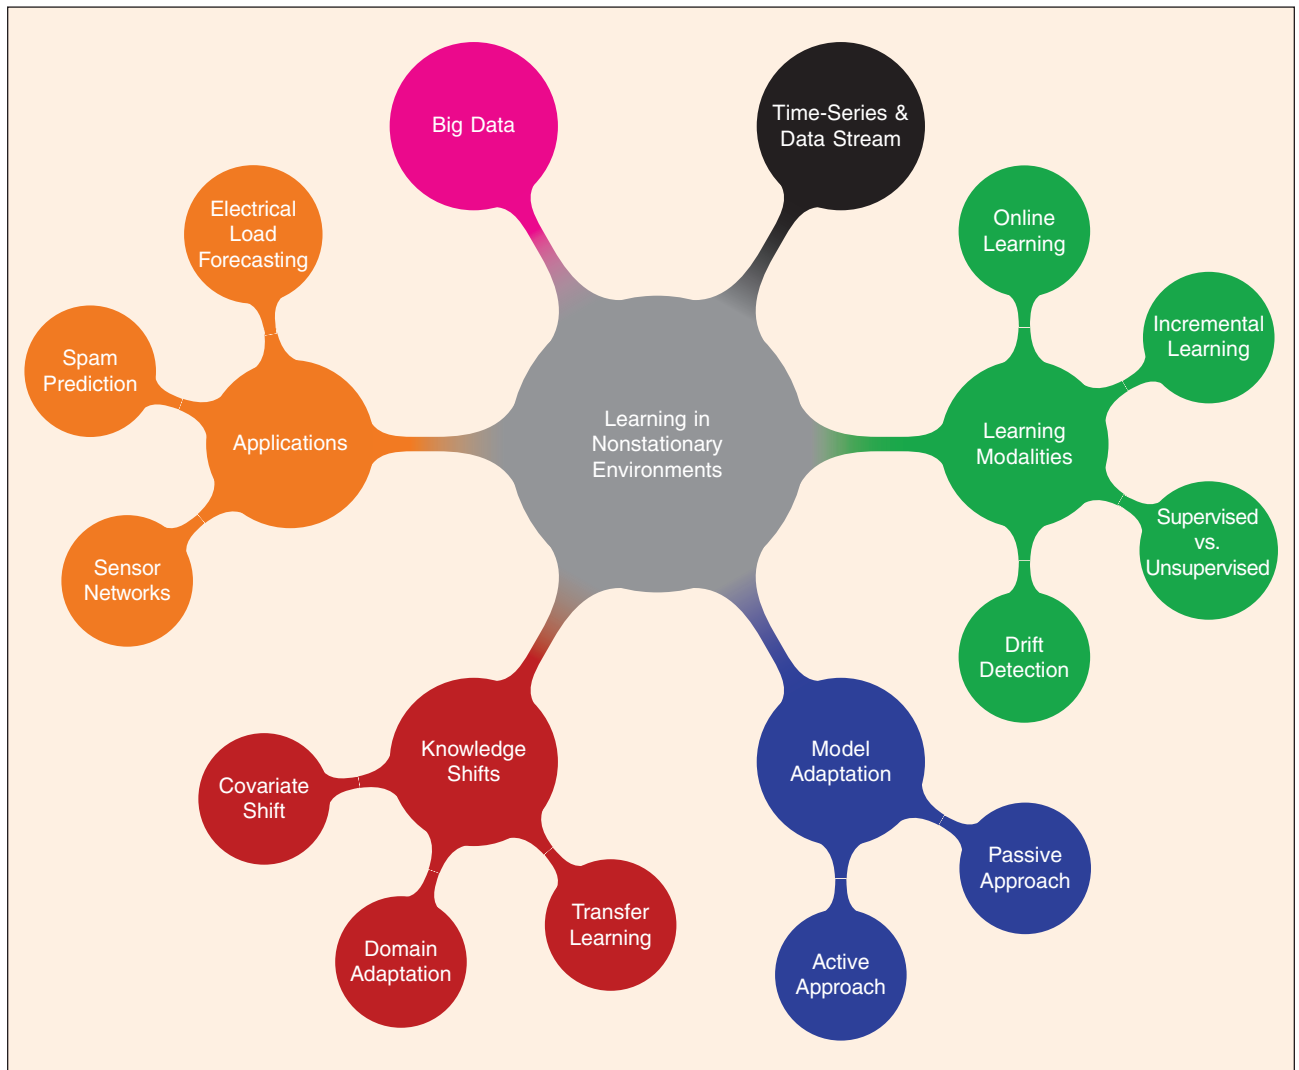 Big Data
Time-Series &
Data Stream
Electrical
Load
Forecasting
Online
Learning
Spam
Prediction
Incremental
Learning
Applications
Learning in
Nonstationary
Environments
Learning
Modalities
Sensor
Networks
Supervised
vs.
Unsupervised
Drift
Detection
Knowledge
Shifts
Model
Adaptation
Covariate
Shift
Passive
Approach
Transfer
Learning
Domain
Adaptation
Active
Approach